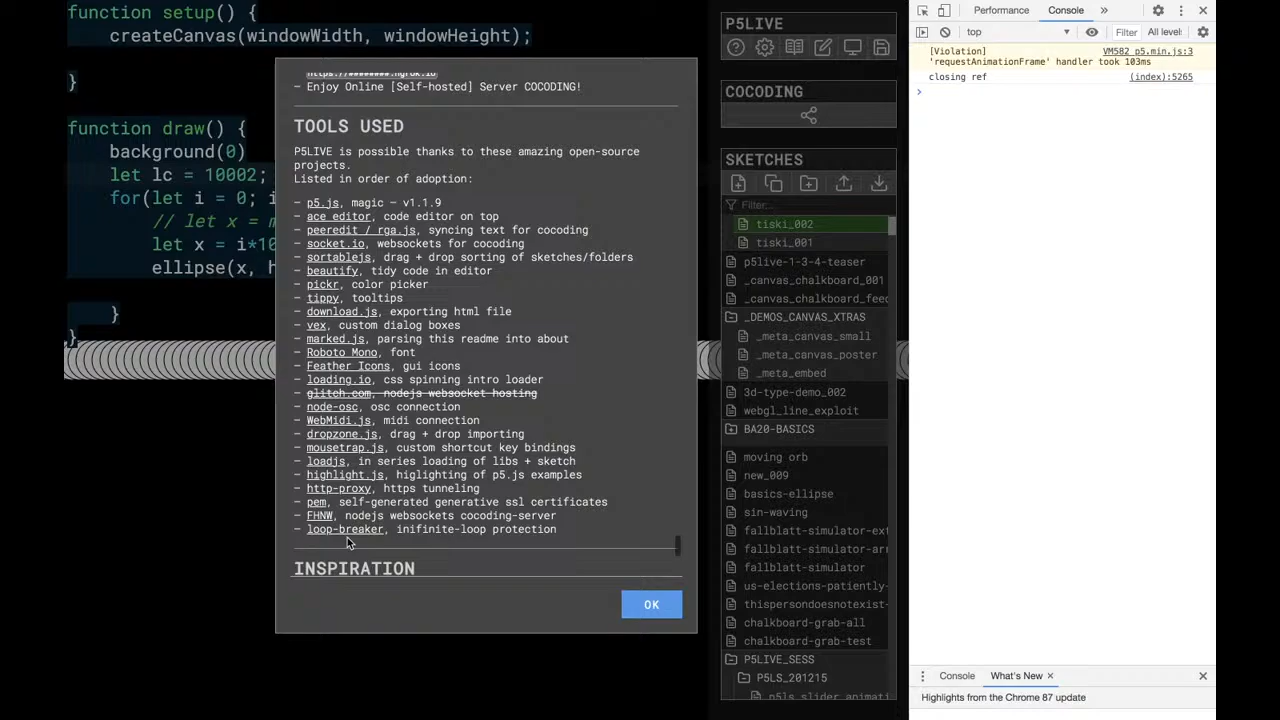 function setup() {
createCanvas(windowWidth, windowHeight);
}
function draw() {
background(0)
let lc = 10002;
for(let i = 0; i
// let x = m
let x = i*10
ellipse(x, h
}
}
https://########.ngrok.io
– Enjoy Online [Self-hosted] Server COCODING!
TOOLS USED
P5LIVE is possible thanks to these amazing open-source
projects.
Listed in order of adoption:
– p5.js, magic – v1.1.9
– ace editor, code editor on top
– peeredit / rga.js, syncing text for cocoding
– socket.io, websockets for cocoding
– sortablejs, drag + drop sorting of sketches/folders
– beautify, tidy code in editor
– pickr, color picker
– tippy, tooltips
– download.js, exporting html file
– vex, custom dialog boxes
– marked.js, parsing this readme into about
– Roboto Mono, font
– Feather Icons, gui icons
– loading.io, css spinning intro loader
– glitch.com, nodejs websocket hosting
– node-osc, osc connection
– WebMidi.js, midi connection
– dropzone.js, drag + drop importing
– mousetrap.js, custom shortcut key bindings
– loadjs, in series loading of libs + sketch
– highlight.js, higlighting of p5.js examples
– http-proxy, https tunneling
– pem, self-generated generative ssl certificates
– FHNW, nodejs websockets cocoding-server
– loop-breaker, inifinite-loop protection
INSPIRATION
OK
P5LIVE
COCODING
SKETCHES
Filter...
tiski_002
tiski_001
p5live-1-3-4-teaser
_canvas_chalkboard_001
_canvas_chalkboard_feed
_DEMOS_CANVAS_XTRAS
_meta_canvas_small
_meta_canvas_poster
_meta_embed
3d-type-demo_002
webgl_line_exploit
BA20-BASICS
moving orb
new_009
basics-ellipse
sin-waving
fallblatt-simulator-ext
fallblatt-simulator-arr
fallblatt-simulator
us-elections-patiently-
thispersondoesnotexist-
chalkboard-grab-all
chalkboard-grab-test
P5LIVE_SESS
P5LS_201215
p5ls_slider_animati
Performance Console »
top Filter All level
[Violation] VM582 p5.min.js:3
'requestAnimationFrame' handler took 103ms
closing ref (index):5265
Console What's New ×
Highlights from the Chrome 87 update